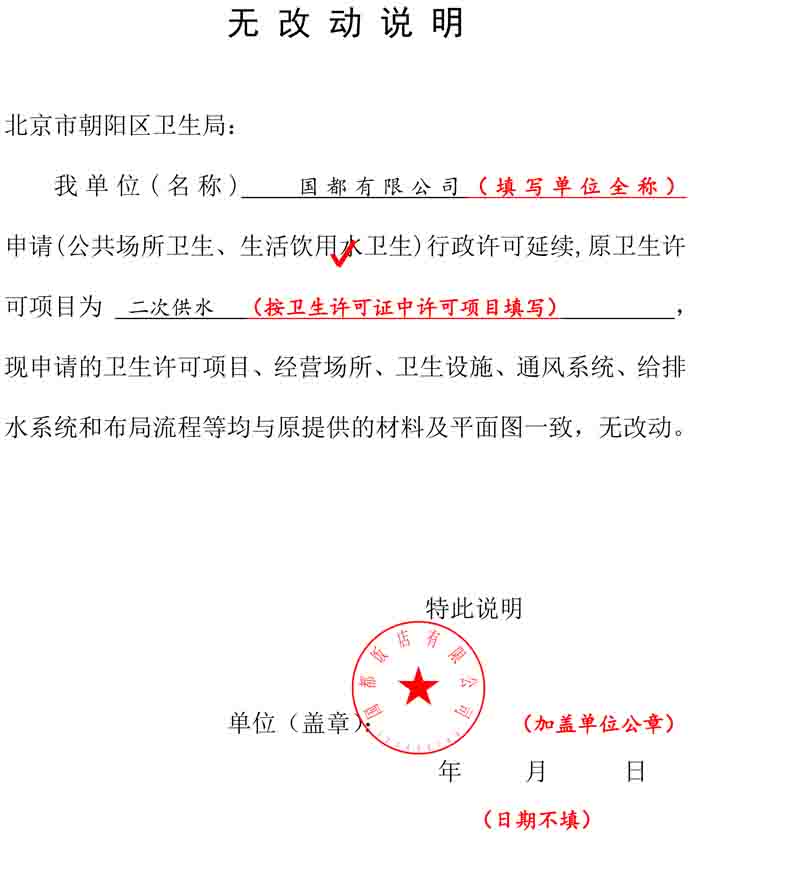 无改动说明
北京市朝阳区卫生局：
我单位(名称) 国都有限公司（填写单位全称）
申请(公共场所卫生、生活饮用水卫生)行政许可延续,原卫生许
可项目为 二次供水 （按卫生许可证中许可项目填写），
现申请的卫生许可项目、经营场所、卫生设施、通风系统、给排
水系统和布局流程等均与原提供的材料及平面图一致，无改动。
特此说明
国都饭店有限公司
单位（盖章）： （加盖单位公章）
年 月 日
（日期不填）